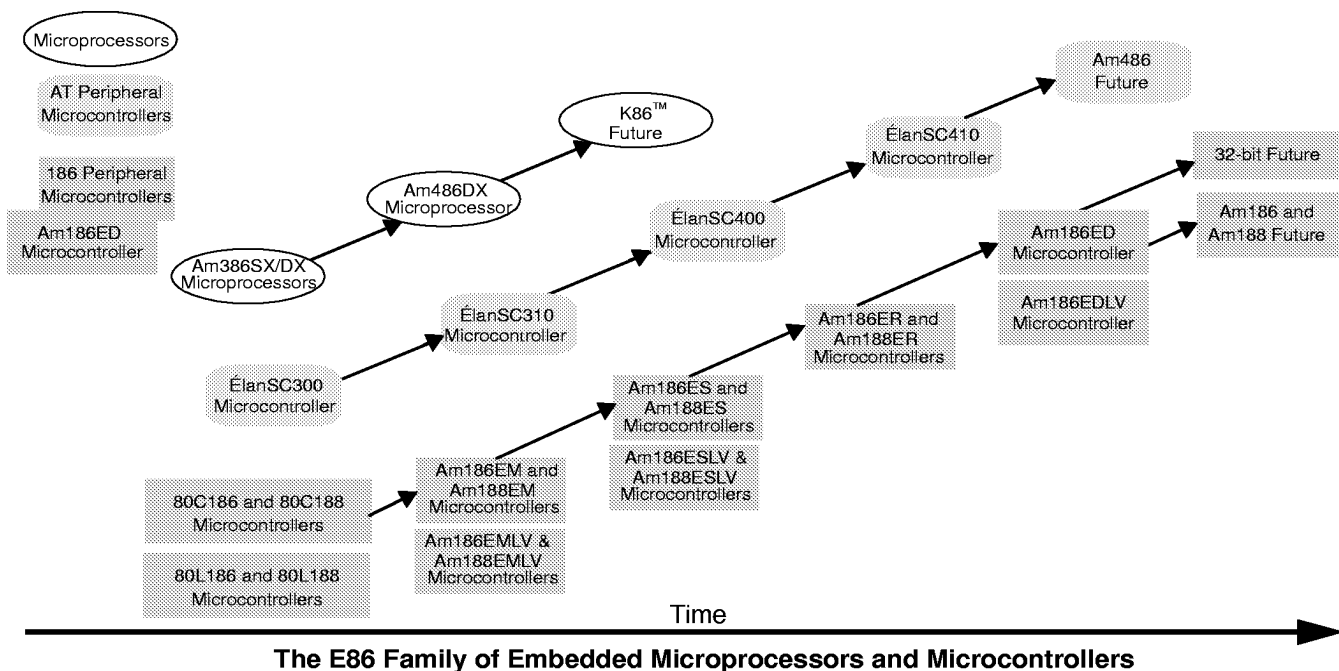 Microprocessors
AT Peripheral
Microcontrollers
186 Peripheral
Microcontrollers
Am186ED
Microcontroller
Am386SX/DX
Microprocessors
Am486DX
Microprocessor
K86™
Future
ÉlanSC300
Microcontroller
ÉlanSC310
Microcontroller
ÉlanSC400
Microcontroller
ÉlanSC410
Microcontroller
Am486
Future
80C186 and 80C188
Microcontrollers
80L186 and 80L188
Microcontrollers
Am186EM and
Am188EM
Microcontrollers
Am186EMLV &
Am188EMLV
Microcontrollers
Am186ES and
Am188ES
Microcontrollers
Am186ESLV &
Am188ESLV
Microcontrollers
Am186ER and
Am188ER
Microcontrollers
Am186ED
Microcontroller
Am186EDLV
Microcontroller
32-bit Future
Am186 and
Am188 Future
Time
The E86 Family of Embedded Microprocessors and Microcontrollers